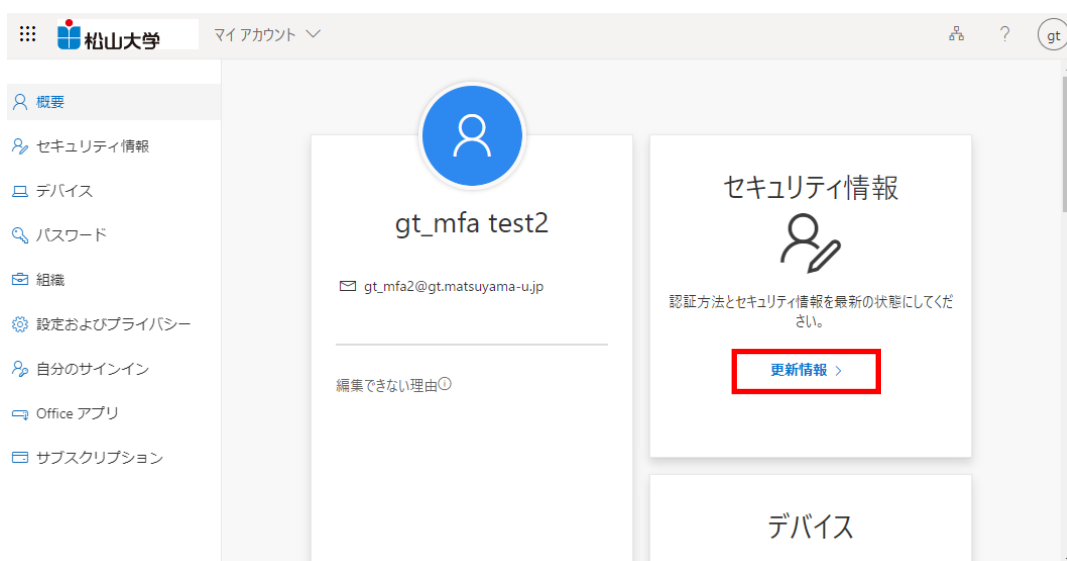 松山大学
マイ アカウント
?
gt
概要
セキュリティ情報
デバイス
パスワード
組織
設定およびプライバシー
自分のサインイン
Office アプリ
サブスクリプション
gt_mfa test2
gt_mfa2@gt.matsuyama-u.jp
編集できない理由
セキュリティ情報
認証方法とセキュリティ情報を最新の状態にしてくだ
さい。
更新情報 >
デバイス